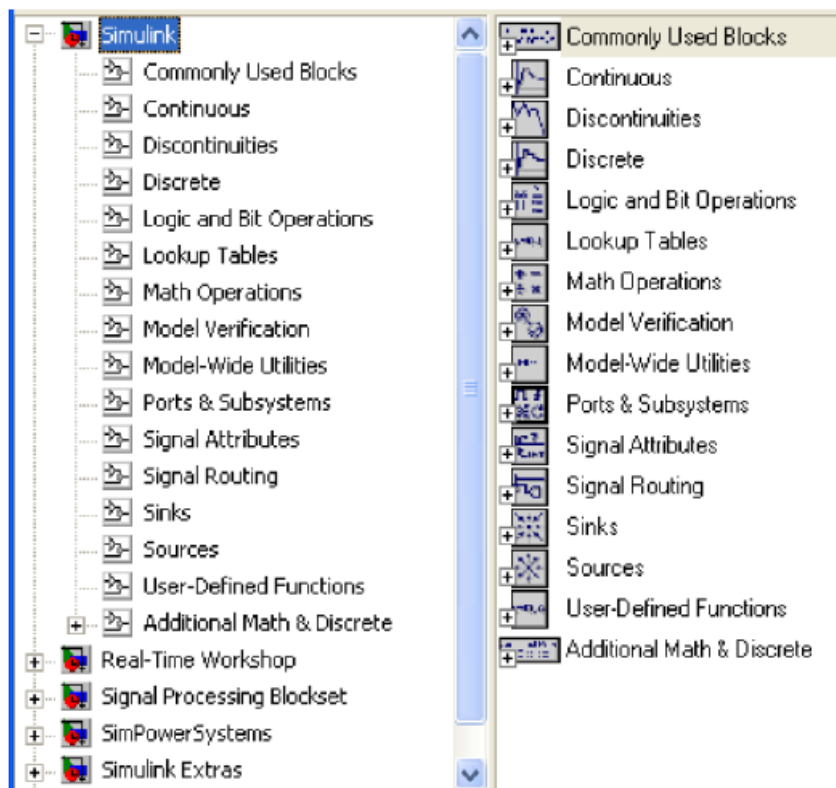 Simulink
Commonly Used Blocks
Continuous
Discontinuities
Discrete
Logic and Bit Operations
Lookup Tables
Math Operations
Model Verification
Model-Wide Utilities
Ports & Subsystems
Signal Attributes
Signal Routing
Sinks
Sources
User-Defined Functions
Additional Math & Discrete
Real-Time Workshop
Signal Processing Blockset
SimPowerSystems
Simulink Extras
Commonly Used Blocks
Continuous
Discontinuities
Discrete
Logic and Bit Operations
Lookup Tables
Math Operations
Model Verification
Model-Wide Utilities
Ports & Subsystems
Signal Attributes
Signal Routing
Sinks
Sources
User-Defined Functions
Additional Math & Discrete